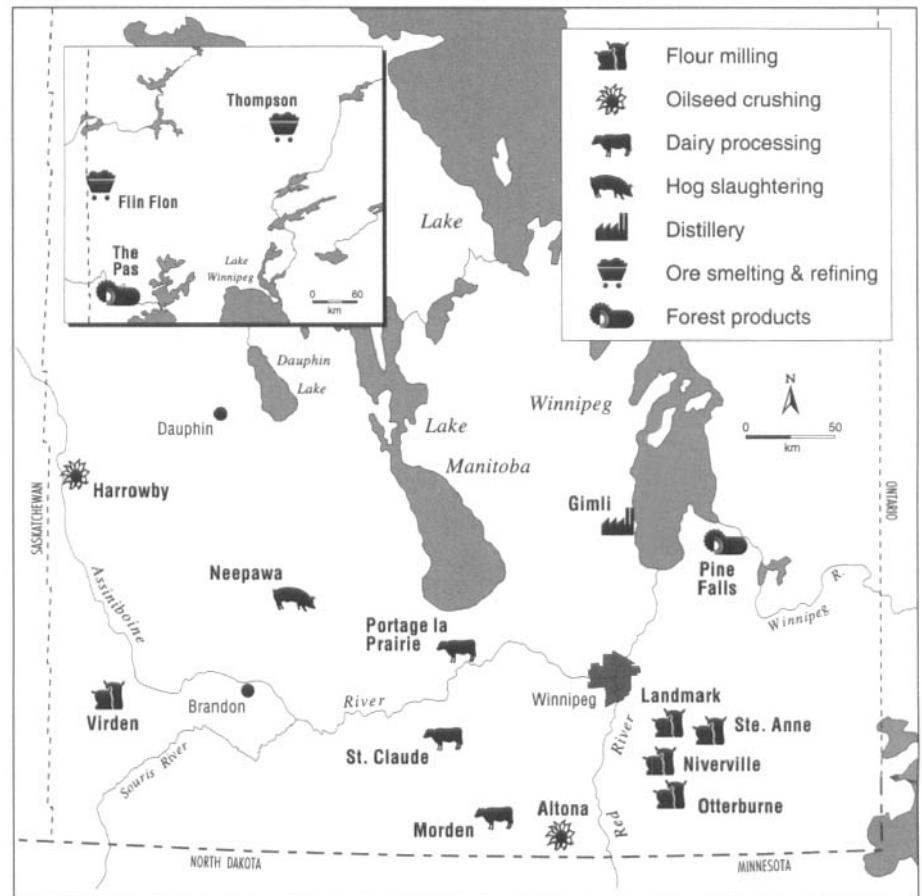 Thompson
Flin Flon
The
Pas
Lake
Winnipeg
0 60
km
Flour milling
Oilseed crushing
Dairy processing
Hog slaughtering
Distillery
Ore smelting & refining
Forest products
Lake
Dauphin
Lake
Winnipeg
N
0 50
km
Dauphin
Lake
Manitoba
Harrowby
SASKATCHEWAN
ONTARIO
Gimli
Pine
Falls
Assiniboine
Neepawa
Winnipeg R.
Portage la
Prairie
Virden
Brandon
River
Winnipeg
Landmark
Ste. Anne
St. Claude
River
Niverville
Souris River
Otterburne
Morden
Altona
Red
NORTH DAKOTA
MINNESOTA